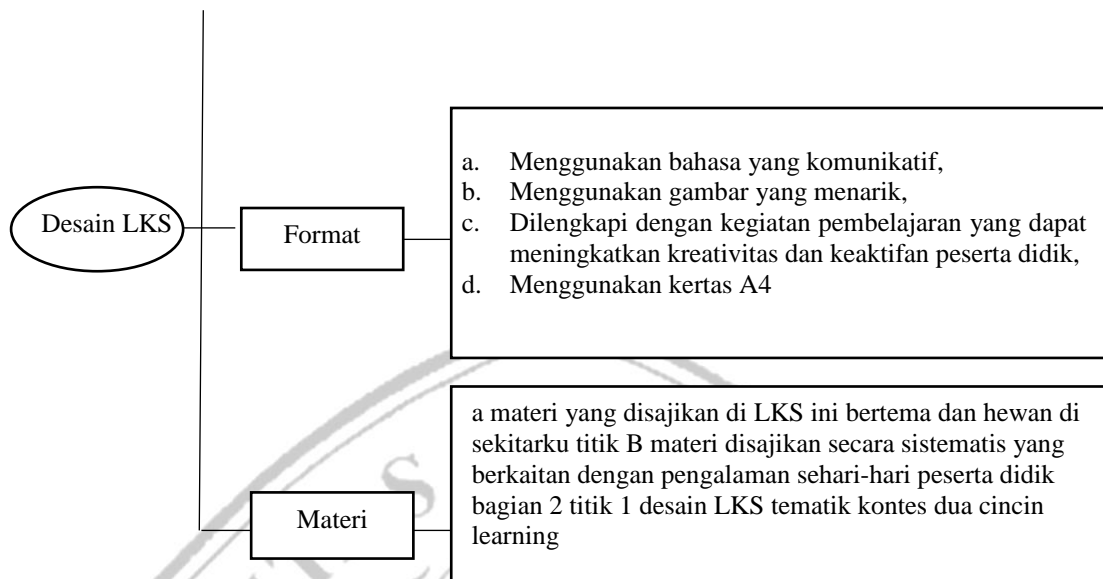 Desain LKS
Format
a. Menggunakan bahasa yang komunikatif,
b. Menggunakan gambar yang menarik,
c. Dilengkapi dengan kegiatan pembelajaran yang dapat
meningkatkan kreativitas dan keaktifan peserta didik,
d. Menggunakan kertas A4
Materi
a materi yang disajikan di LKS ini bertema dan hewan di
sekitarku titik B materi disajikan secara sistematis yang
berkaitan dengan pengalaman sehari-hari peserta didik
bagian 2 titik 1 desain LKS tematik kontes dua cincin
learning